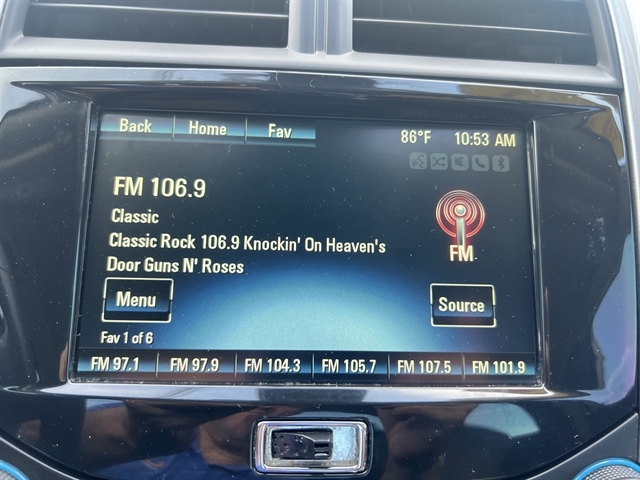 Back Home Fav 86°F 10:53 AM
FM 106.9
Classic
Classic Rock 106.9 Knockin' On Heaven's
Door Guns N' Roses
FM
Menu
Source
Fav 1 of 6
FM 97.1 FM 97.9 FM 104.3 FM 105.7 FM 107.5 FM 101.9